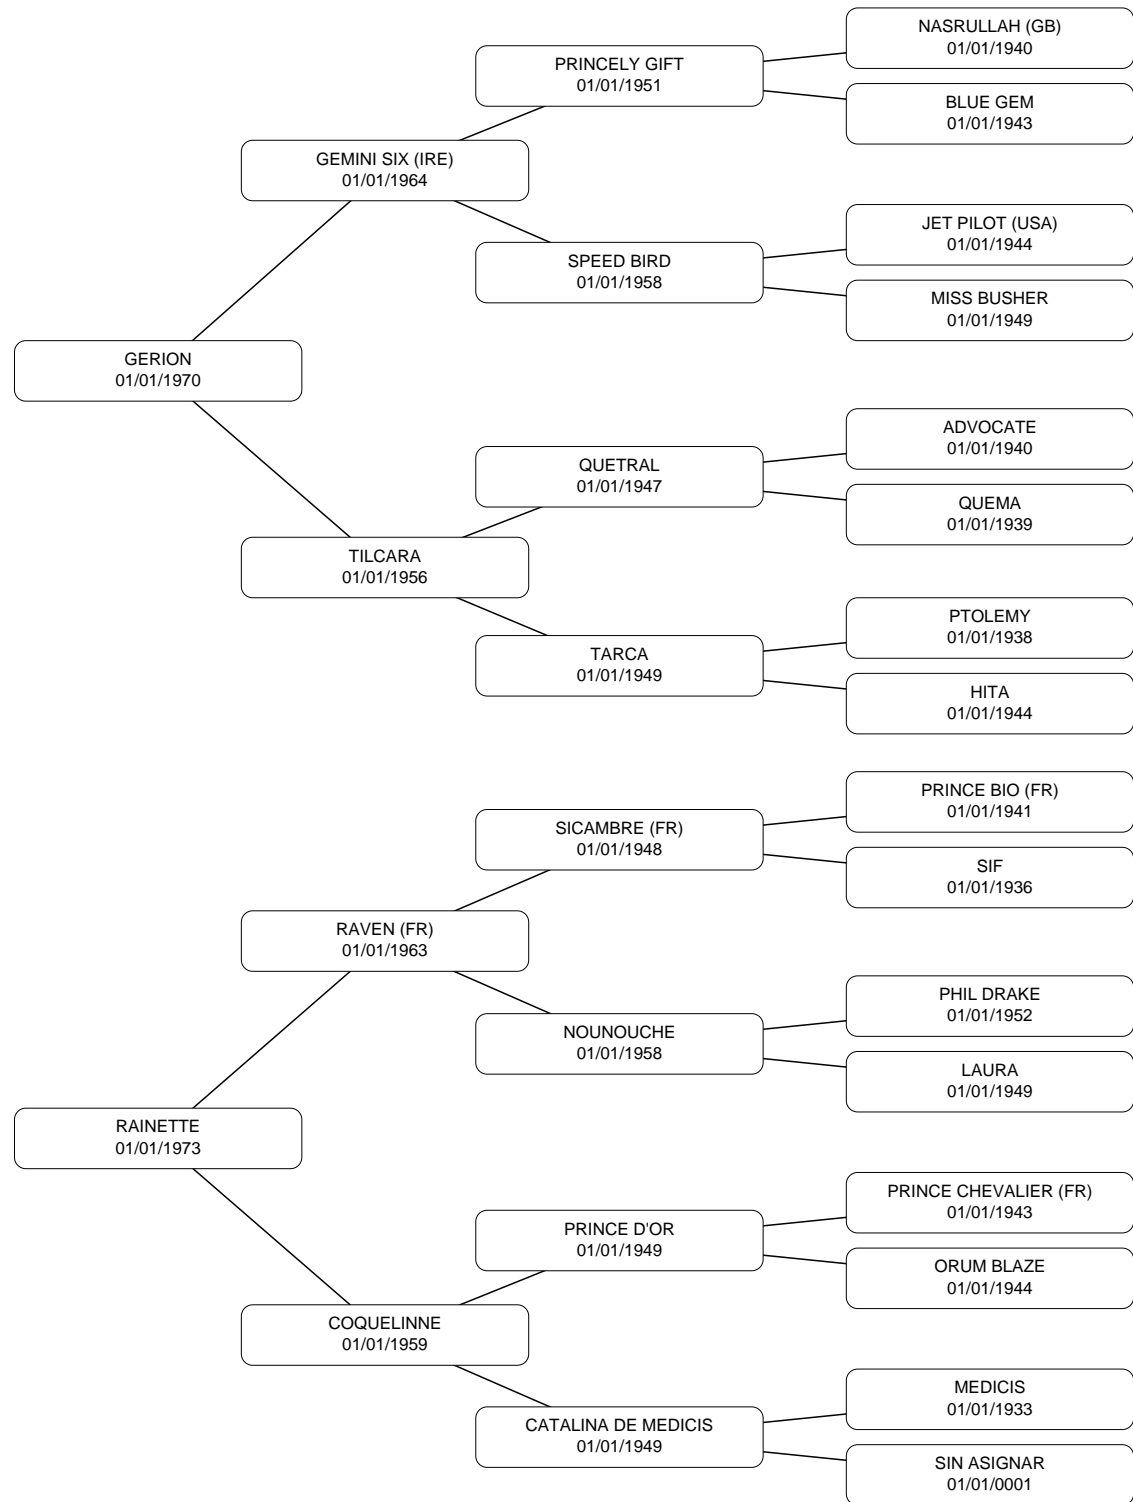 NASRULLAH (GB)
01/01/1940
PRINCELY GIFT
01/01/1951
BLUE GEM
01/01/1943
GEMINI SIX (IRE)
01/01/1964
JET PILOT (USA)
01/01/1944
SPEED BIRD
01/01/1958
MISS BUSHER
01/01/1949
GERION
01/01/1970
ADVOCATE
01/01/1940
QUETRAL
01/01/1947
QUEMA
01/01/1939
TILCARA
01/01/1956
PTOLEMY
01/01/1938
TARCA
01/01/1949
HITA
01/01/1944
PRINCE BIO (FR)
01/01/1941
SICAMBRE (FR)
01/01/1948
SIF
01/01/1936
RAVEN (FR)
01/01/1963
PHIL DRAKE
01/01/1952
NOUNOUCHE
01/01/1958
LAURA
01/01/1949
RAINETTE
01/01/1973
PRINCE CHEVALIER (FR)
01/01/1943
PRINCE D'OR
01/01/1949
ORUM BLAZE
01/01/1944
COQUELINNE
01/01/1959
MEDICIS
01/01/1933
CATALINA DE MEDICIS
01/01/1949
SIN ASIGNAR
01/01/0001